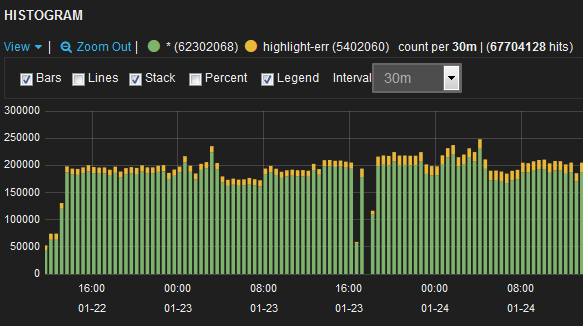 HISTOGRAM
View ▾ | Zoom Out | * (62302068) highlight-err (5402060) count per 30m | (67704128 hits)
Bars Lines Stack Percent Legend Interval 30m
300000
250000
200000
150000
100000
50000
0
16:00 00:00 08:00 16:00 00:00 08:00
01-22 01-23 01-23 01-23 01-24 01-24